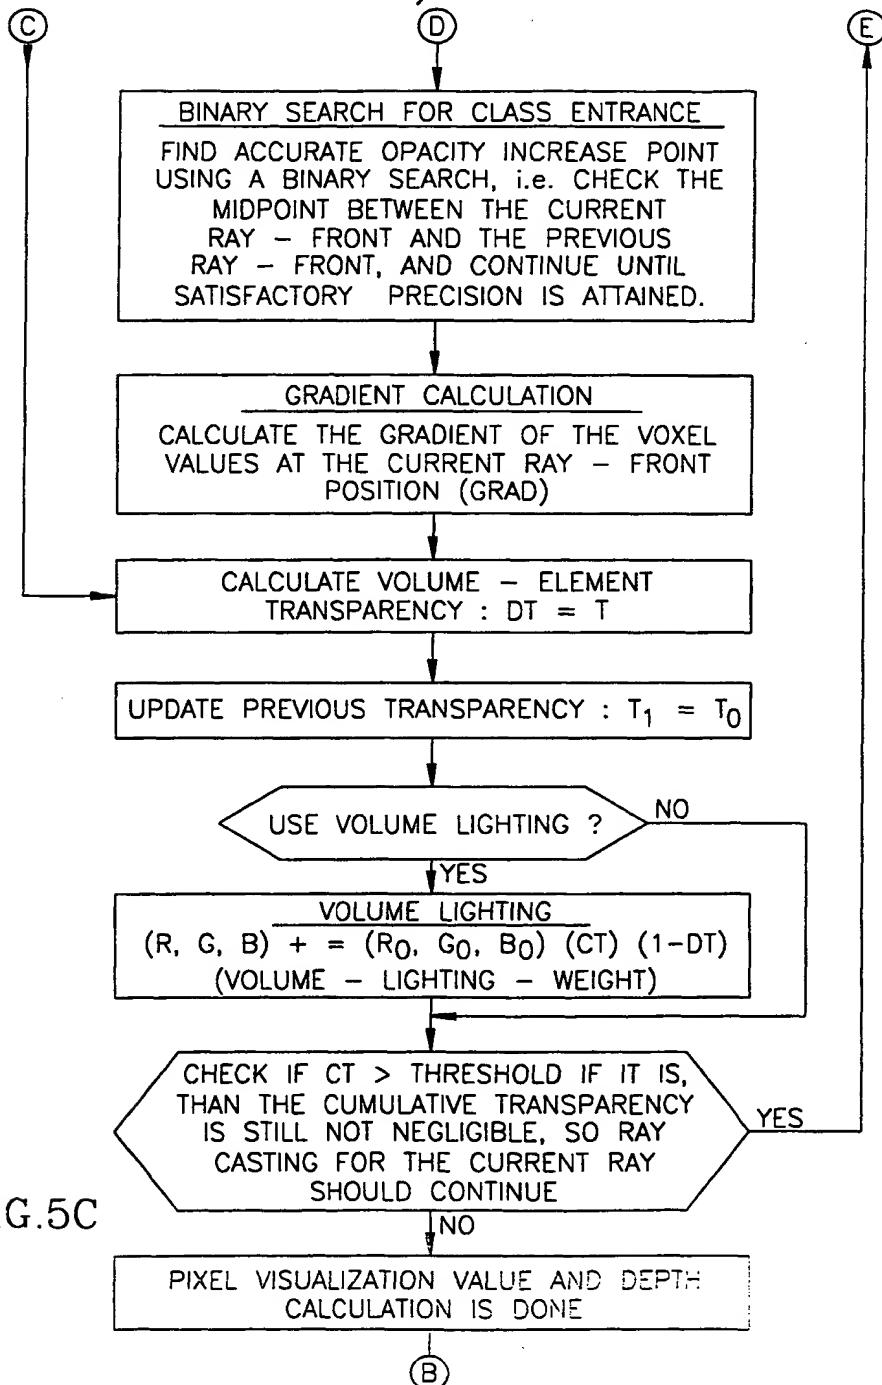 C D E
BINARY SEARCH FOR CLASS ENTRANCE
FIND ACCURATE OPACITY INCREASE POINT
USING A BINARY SEARCH, i.e. CHECK THE
MIDPOINT BETWEEN THE CURRENT
RAY – FRONT AND THE PREVIOUS
RAY – FRONT, AND CONTINUE UNTIL
SATISFACTORY PRECISION IS ATTAINED.
GRADIENT CALCULATION
CALCULATE THE GRADIENT OF THE VOXEL
VALUES AT THE CURRENT RAY – FRONT
POSITION (GRAD)
CALCULATE VOLUME – ELEMENT
TRANSPARENCY : DT = T
UPDATE PREVIOUS TRANSPARENCY : T₁ = T₀
USE VOLUME LIGHTING ?
NO
YES
VOLUME LIGHTING
(R, G, B) + = (R₀, G₀, B₀) (CT) (1-DT)
(VOLUME – LIGHTING – WEIGHT)
CHECK IF CT > THRESHOLD IF IT IS,
THAN THE CUMULATIVE TRANSPARENCY
IS STILL NOT NEGLIGIBLE, SO RAY
CASTING FOR THE CURRENT RAY
SHOULD CONTINUE
YES
G.5C
NO
PIXEL VISUALIZATION VALUE AND DEPTH
CALCULATION IS DONE
B